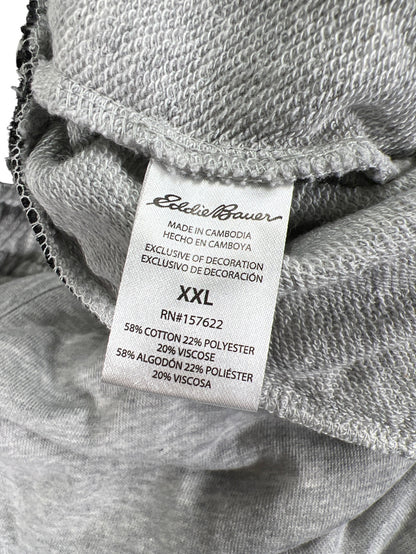 Eddie Bauer
MADE IN CAMBODIA
HECHO EN CAMBOYA
EXCLUSIVE OF DECORATION
EXCLUSIVO DE DECORACIÓN
XXL
RN#157622
58% COTTON 22% POLYESTER
20% VISCOSE
58% ALGODÓN 22% POLIÉSTER
20% VISCOSA